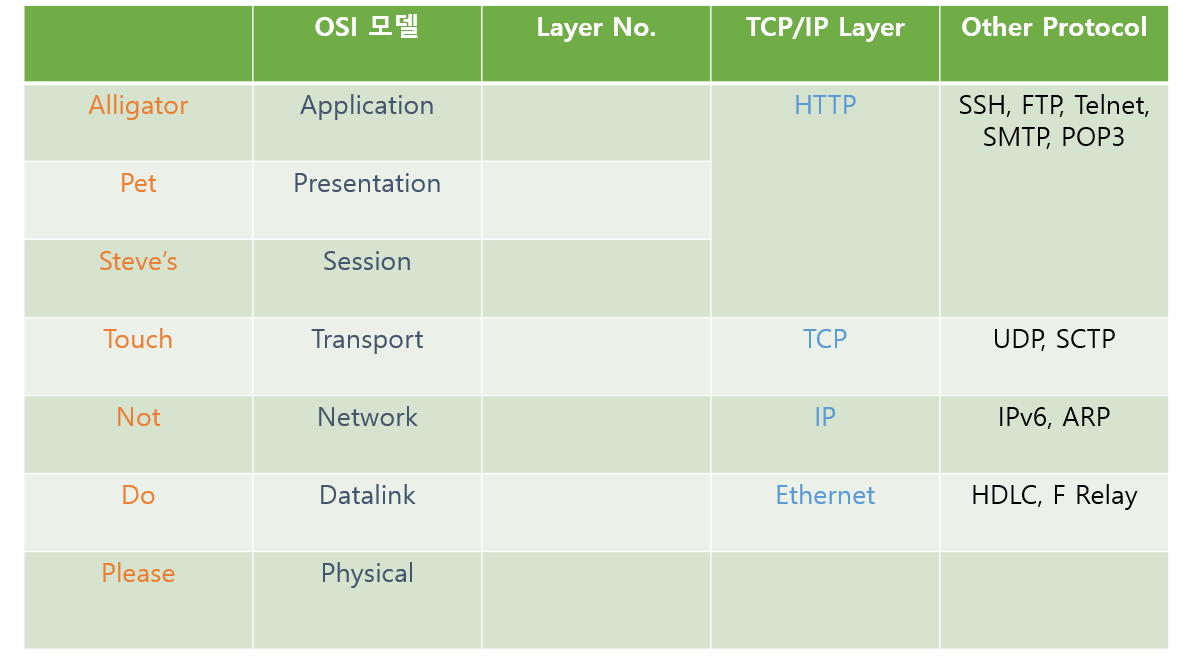 OSI 모델 Layer No. TCP/IP Layer Other Protocol
Alligator Application HTTP SSH, FTP, Telnet,
SMTP, POP3
Pet Presentation
Steve’s Session
Touch Transport TCP UDP, SCTP
Not Network IP IPv6, ARP
Do Datalink Ethernet HDLC, F Relay
Please Physical